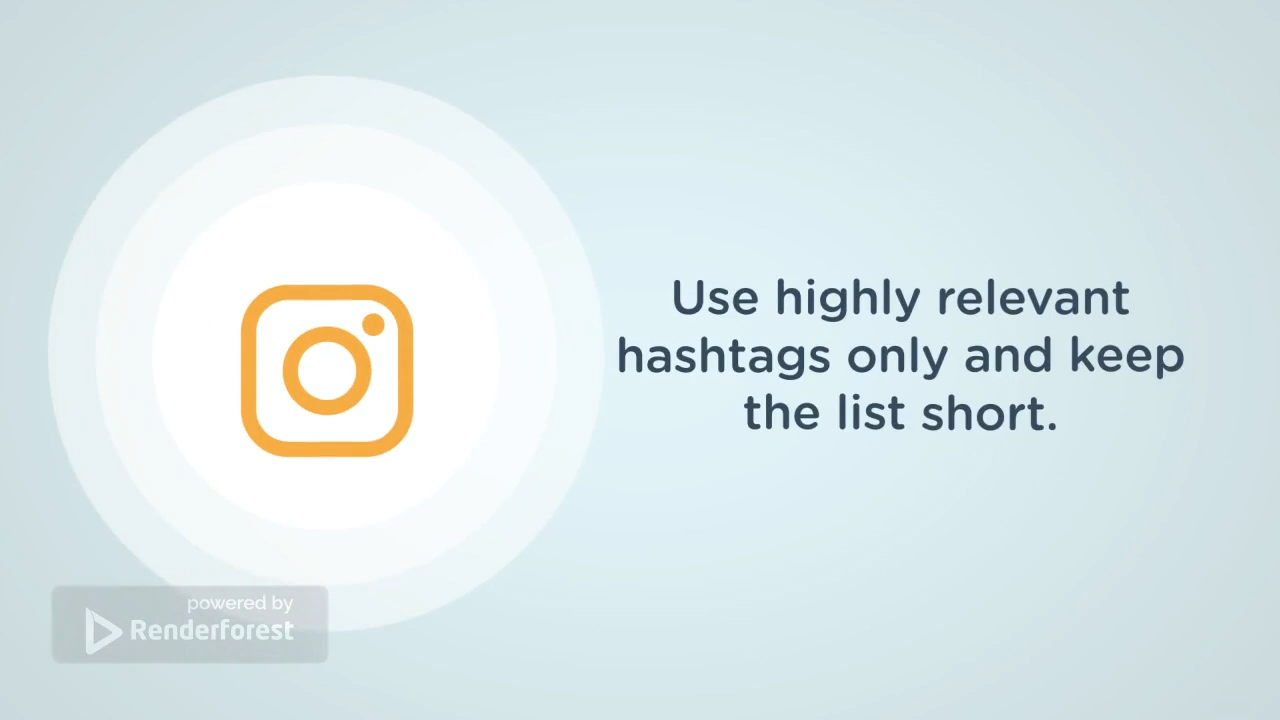 Use highly relevant
hashtags only and keep
the list short.
powered by
Renderforest